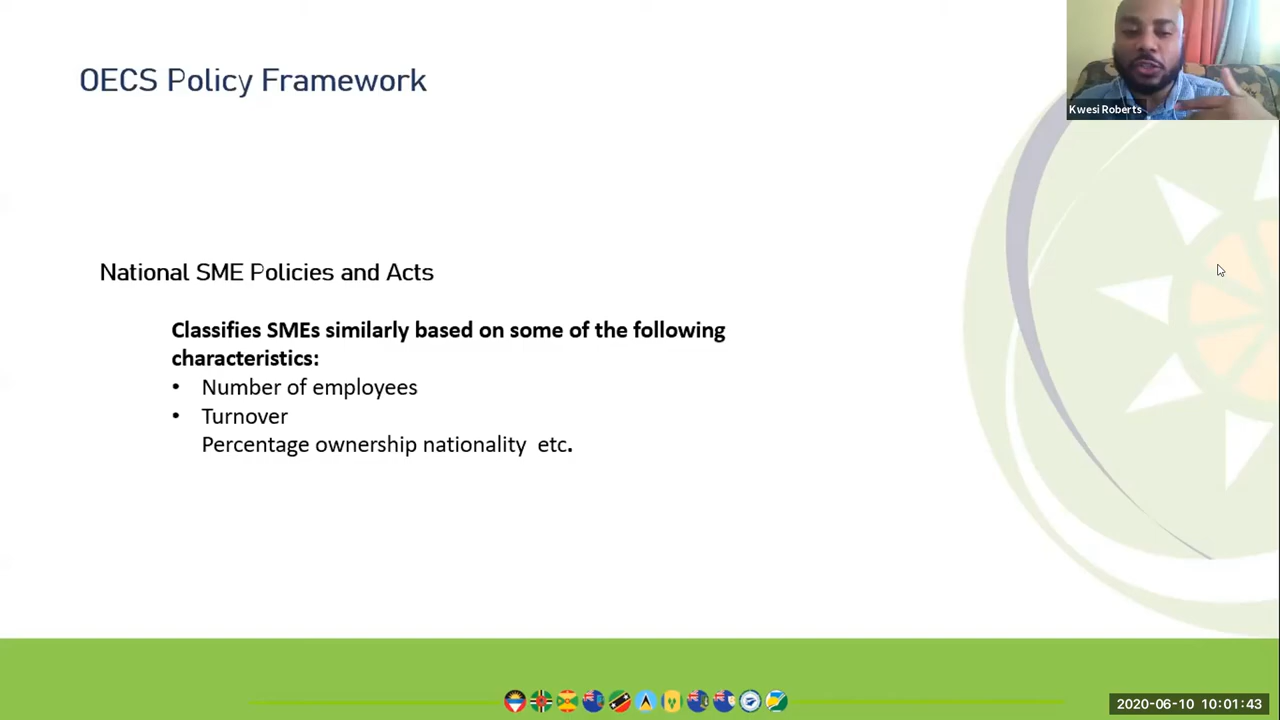 OECS Policy Framework
Kwesi Roberts
National SME Policies and Acts
Classifies SMEs similarly based on some of the following
characteristics:
• Number of employees
• Turnover
Percentage ownership nationality etc.
2020-06-10 10:01:43